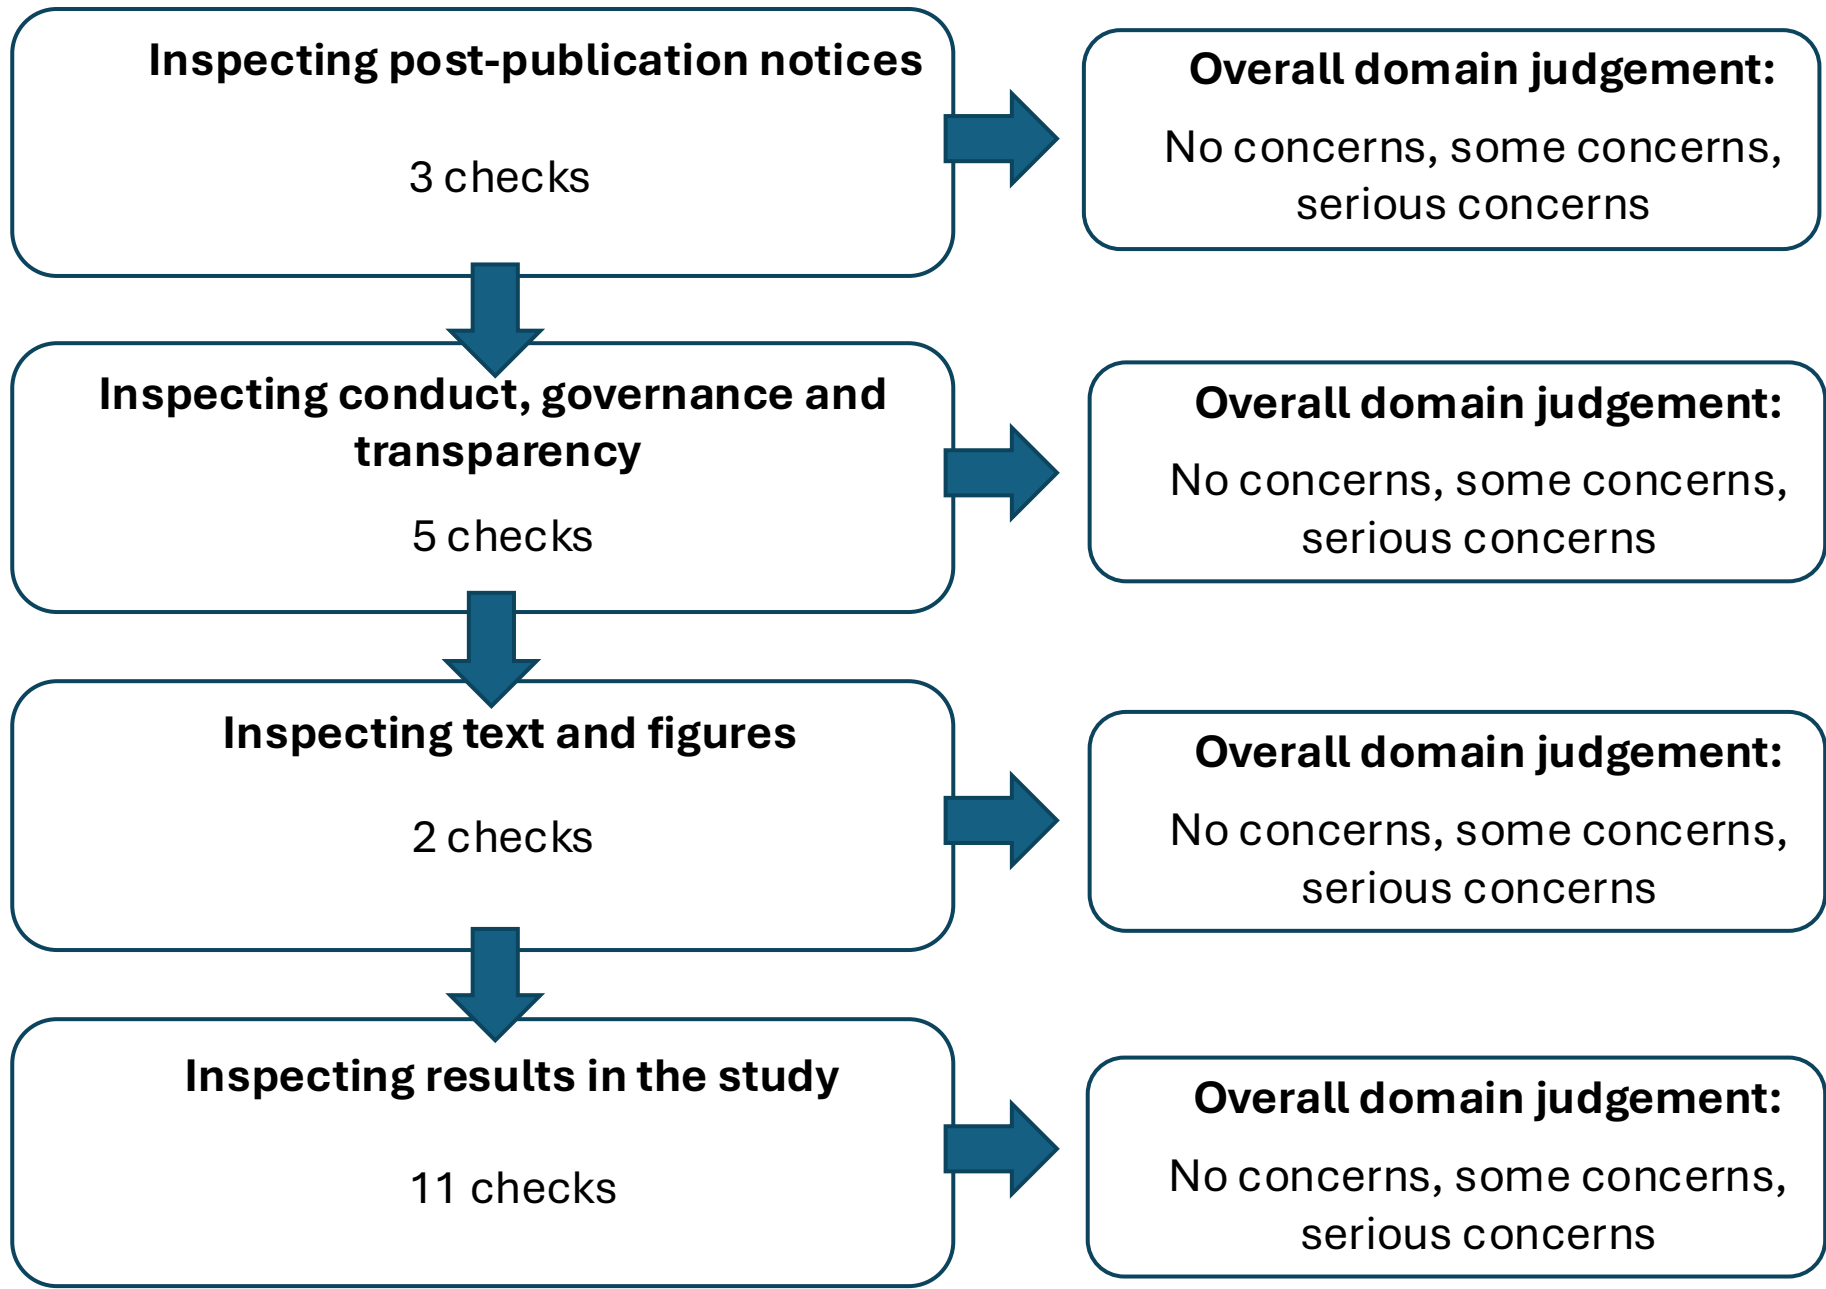 Inspecting post-publication notices
3 checks
Overall domain judgement:
No concerns, some concerns,
serious concerns
Inspecting conduct, governance and
transparency
5 checks
Overall domain judgement:
No concerns, some concerns,
serious concerns
Inspecting text and figures
2 checks
Overall domain judgement:
No concerns, some concerns,
serious concerns
Inspecting results in the study
11 checks
Overall domain judgement:
No concerns, some concerns,
serious concerns